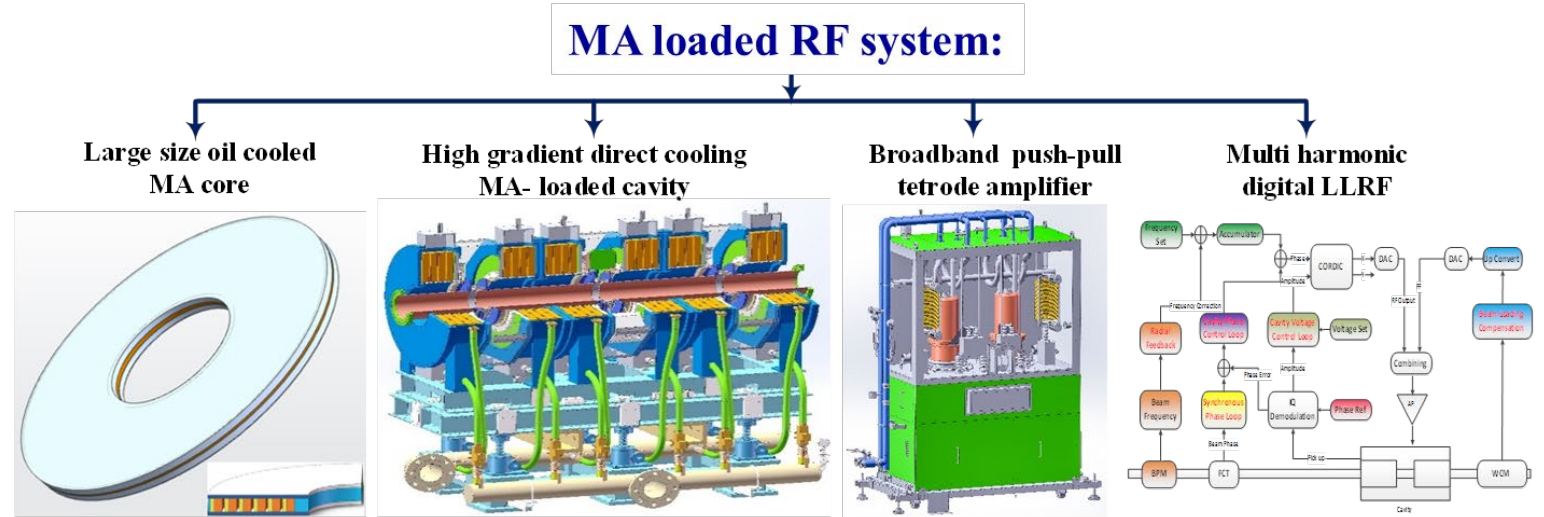 MA loaded RF system:
Large size oil cooled
MA core
High gradient direct cooling
MA- loaded cavity
Broadband push-pull
tetrode amplifier
Multi harmonic
digital LLRF
Frequency
Set
Accumulator
Phase
Amplitude
CORDIC
DAC
DAC
Up Convert
Frequency Correction
RF Output
Radial
Feedback
Control Loop
Cavity Voltage
Control Loop
Voltage Set
Beam Loading
Compensation
Combining
Phase Error
Amplitude
Beam
Frequency
Synchronous
Phase Loop
IQ
Demodulation
Phase Ref
Beam Phase
Pick up
BPM
FCT
WCM
Cavity